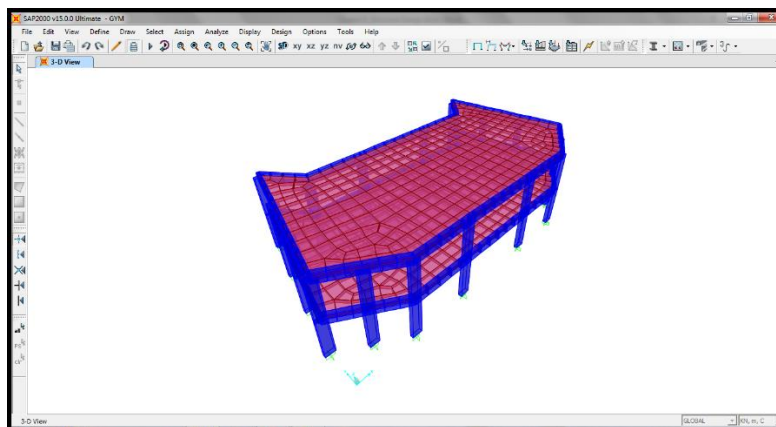 SAP2000 v15.0.0 Ultimate - GYM
File Edit View Define Draw Select Assign Analyze Display Design Options Tools Help
3D xy xz yz nv
3-D View
3-D View GLOBAL KN, m, C